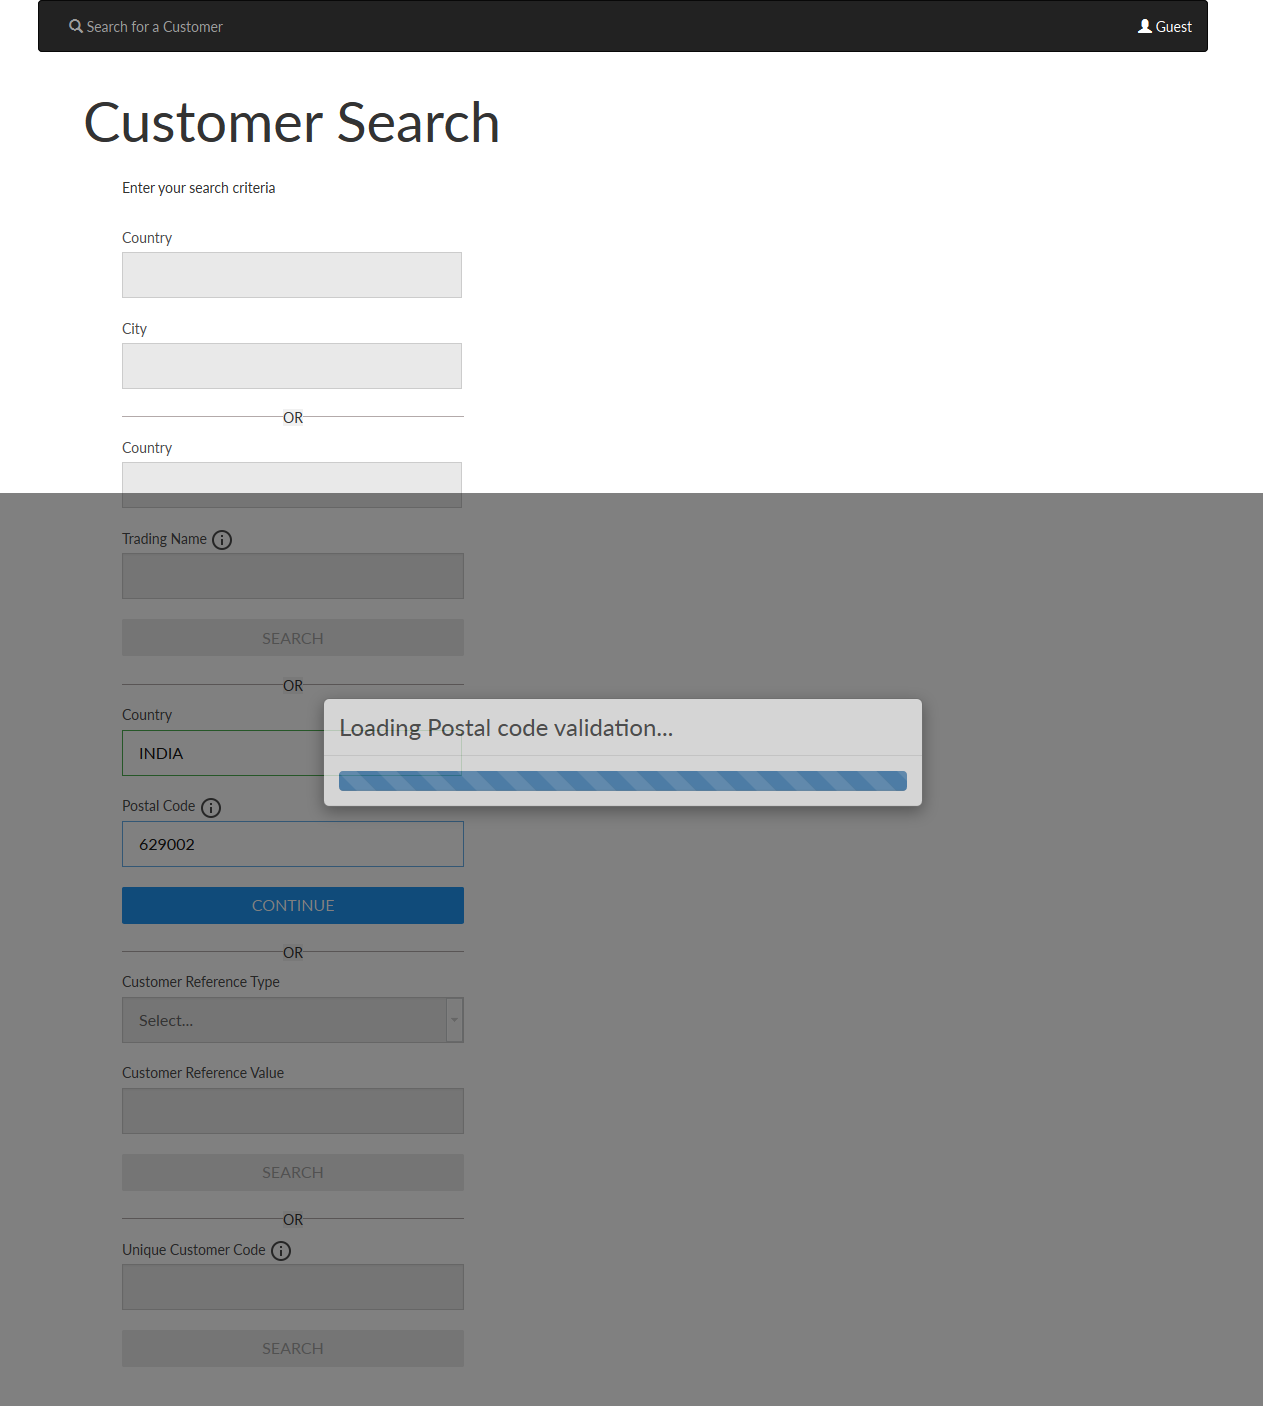 Search for a Customer
Guest
Customer Search
Enter your search criteria
Country
City
OR
Country
Trading Name
SEARCH
OR
Country
INDIA
Loading Postal code validation...
Postal Code
629002
CONTINUE
OR
Customer Reference Type
Select...
Customer Reference Value
SEARCH
OR
Unique Customer Code
SEARCH